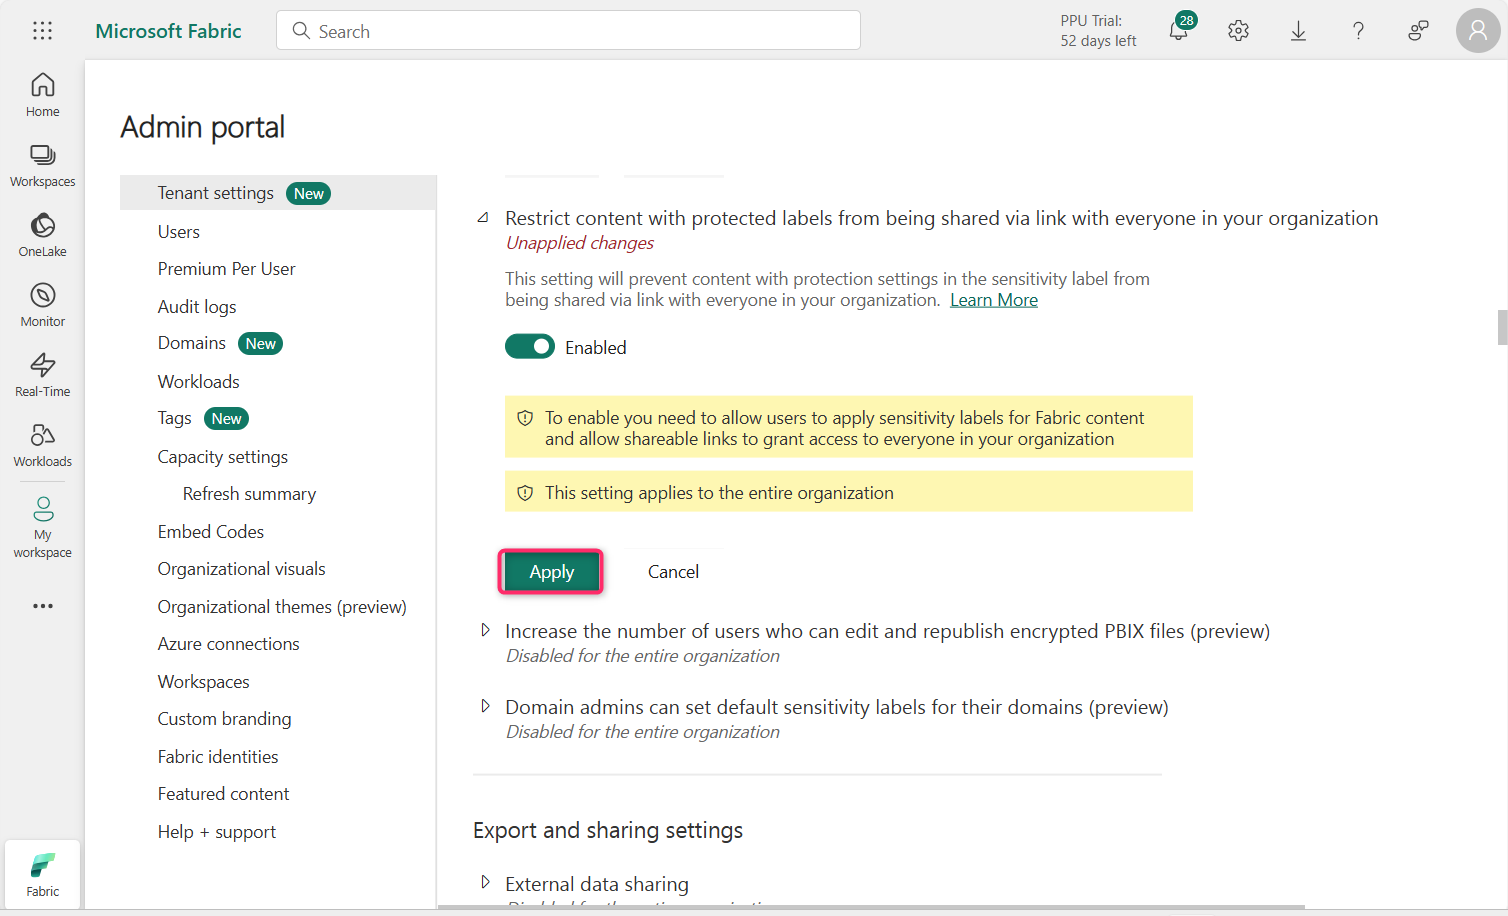 Microsoft Fabric
Search
PPU Trial:
52 days left
28
Home
Workspaces
OneLake
Monitor
Real-Time
Workloads
My
workspace
Fabric
Admin portal
Tenant settings New
Users
Premium Per User
Audit logs
Domains New
Workloads
Tags New
Capacity settings
Refresh summary
Embed Codes
Organizational visuals
Organizational themes (preview)
Azure connections
Workspaces
Custom branding
Fabric identities
Featured content
Help + support
Restrict content with protected labels from being shared via link with everyone in your organization
Unapplied changes
This setting will prevent content with protection settings in the sensitivity label from
being shared via link with everyone in your organization. Learn More
Enabled
To enable you need to allow users to apply sensitivity labels for Fabric content
and allow shareable links to grant access to everyone in your organization
This setting applies to the entire organization
Apply Cancel
Increase the number of users who can edit and republish encrypted PBIX files (preview)
Disabled for the entire organization
Domain admins can set default sensitivity labels for their domains (preview)
Disabled for the entire organization
Export and sharing settings
External data sharing